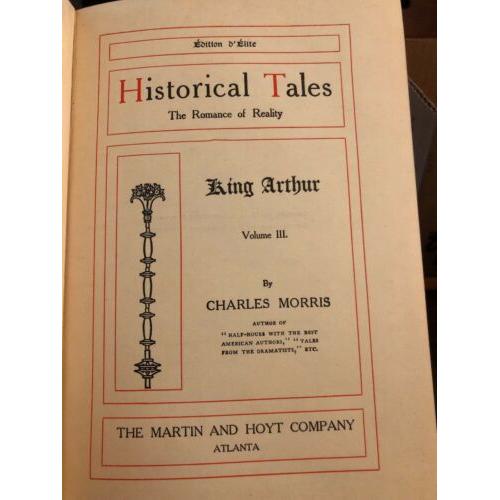 Édition d'Élite
Historical Tales
The Romance of Reality
King Arthur
Volume III.
By
CHARLES MORRIS
AUTHOR OF
"HALF-HOURS WITH THE BEST
AMERICAN AUTHORS," "TALES
FROM THE DRAMATISTS," ETC.
THE MARTIN AND HOYT COMPANY
ATLANTA